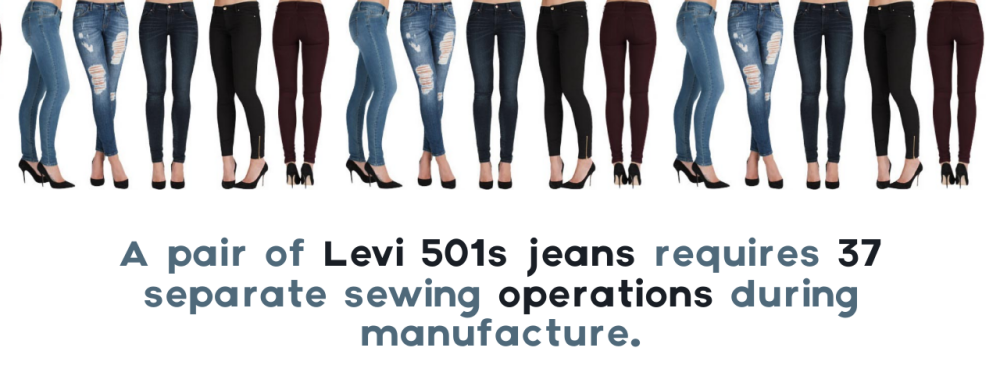 A pair of Levi 501s jeans requires 37
separate sewing operations during
manufacture.